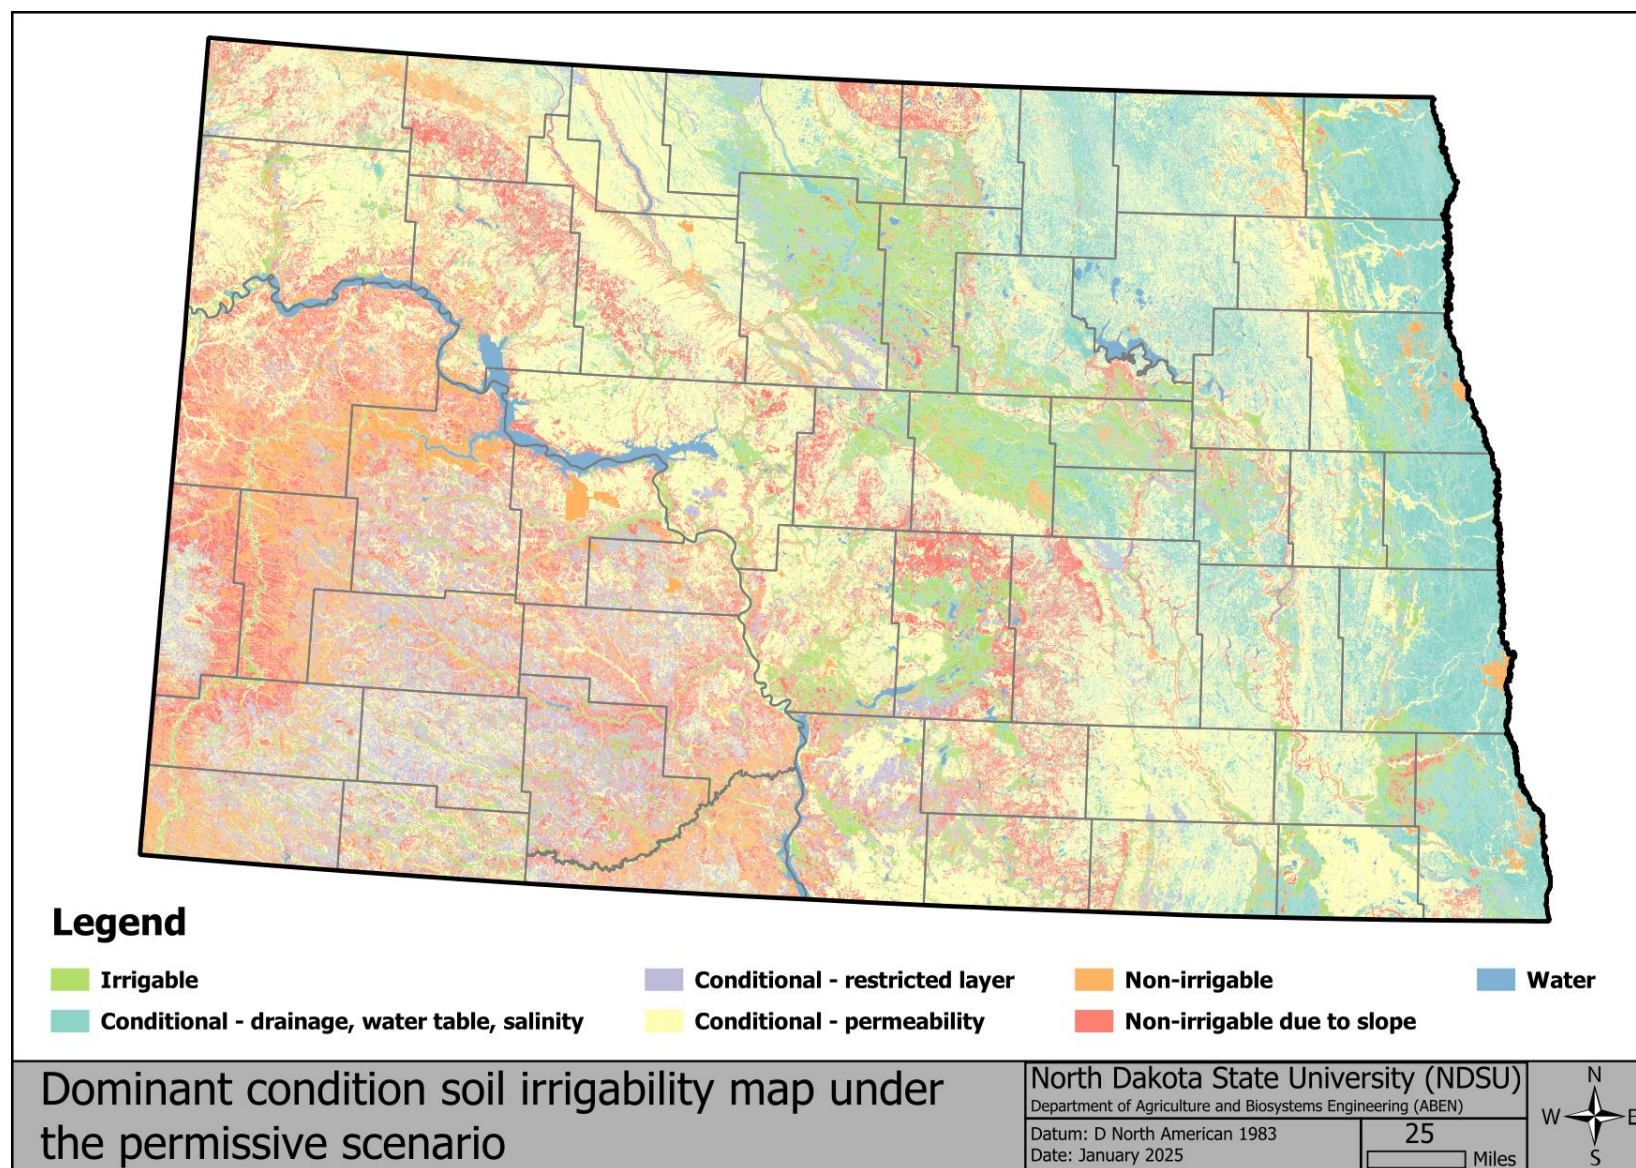 Legend
Irrigable
Conditional - restricted layer
Non-irrigable
Water
Conditional - drainage, water table, salinity
Conditional - permeability
Non-irrigable due to slope
Dominant condition soil irrigability map under
the permissive scenario
North Dakota State University (NDSU)
Department of Agriculture and Biosystems Engineering (ABEN)
Datum: D North American 1983
Date: January 2025
25
Miles
N
W E
S